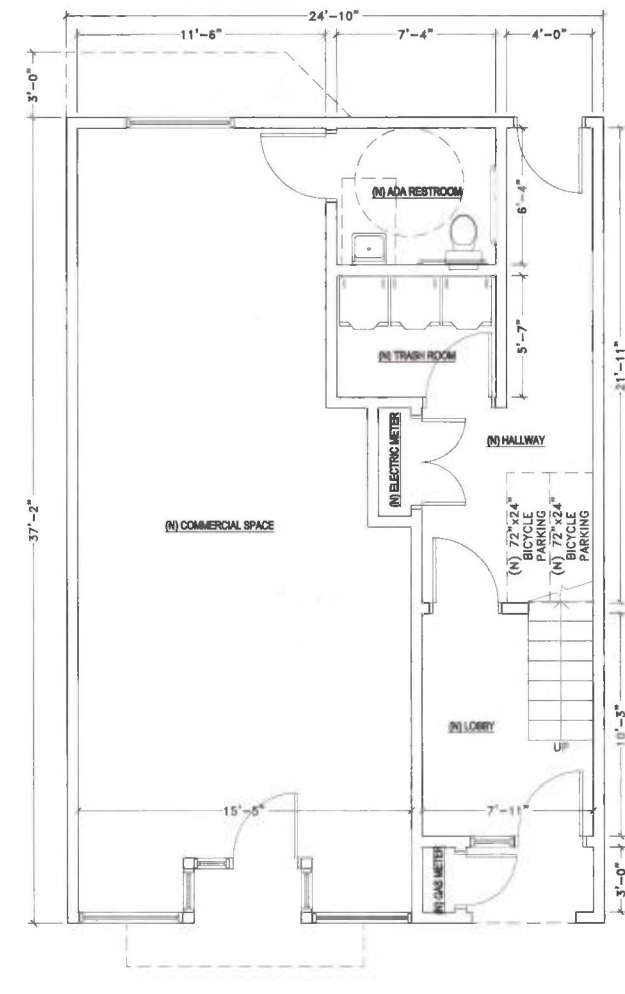 24'-10"
11'-6"
7'-4"
4'-0"
3'-0"
(N) ADA RESTROOM
6'-4"
(N) TRASH ROOM
5'-7"
21'-11"
(N) ELECTRIC METER
(N) HALLWAY
37'-2"
(N) COMMERCIAL SPACE
(N) 72"x24"
BICYCLE
PARKING
(N) 72"x24"
BICYCLE
PARKING
10'-3"
(N) LOBBY
UP
15'-5"
7'-11"
(N) GAS METER
3'-0"